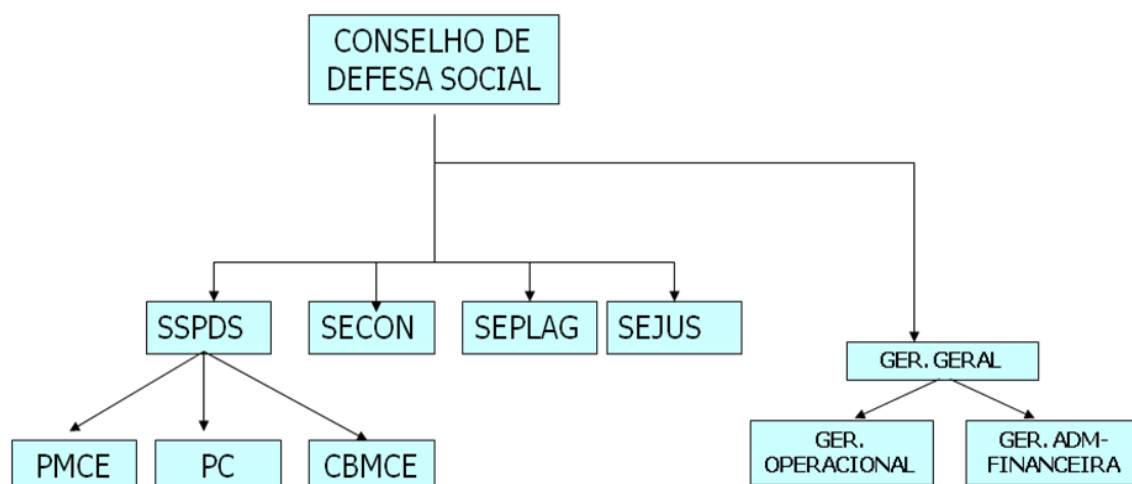 CONSELHO DE
DEFESA SOCIAL
SSPDS
SECON
SEPLAG
SEJUS
GER. GERAL
PMCE
PC
CBMCE
GER.
OPERACIONAL
GER. ADM-
FINANCEIRA